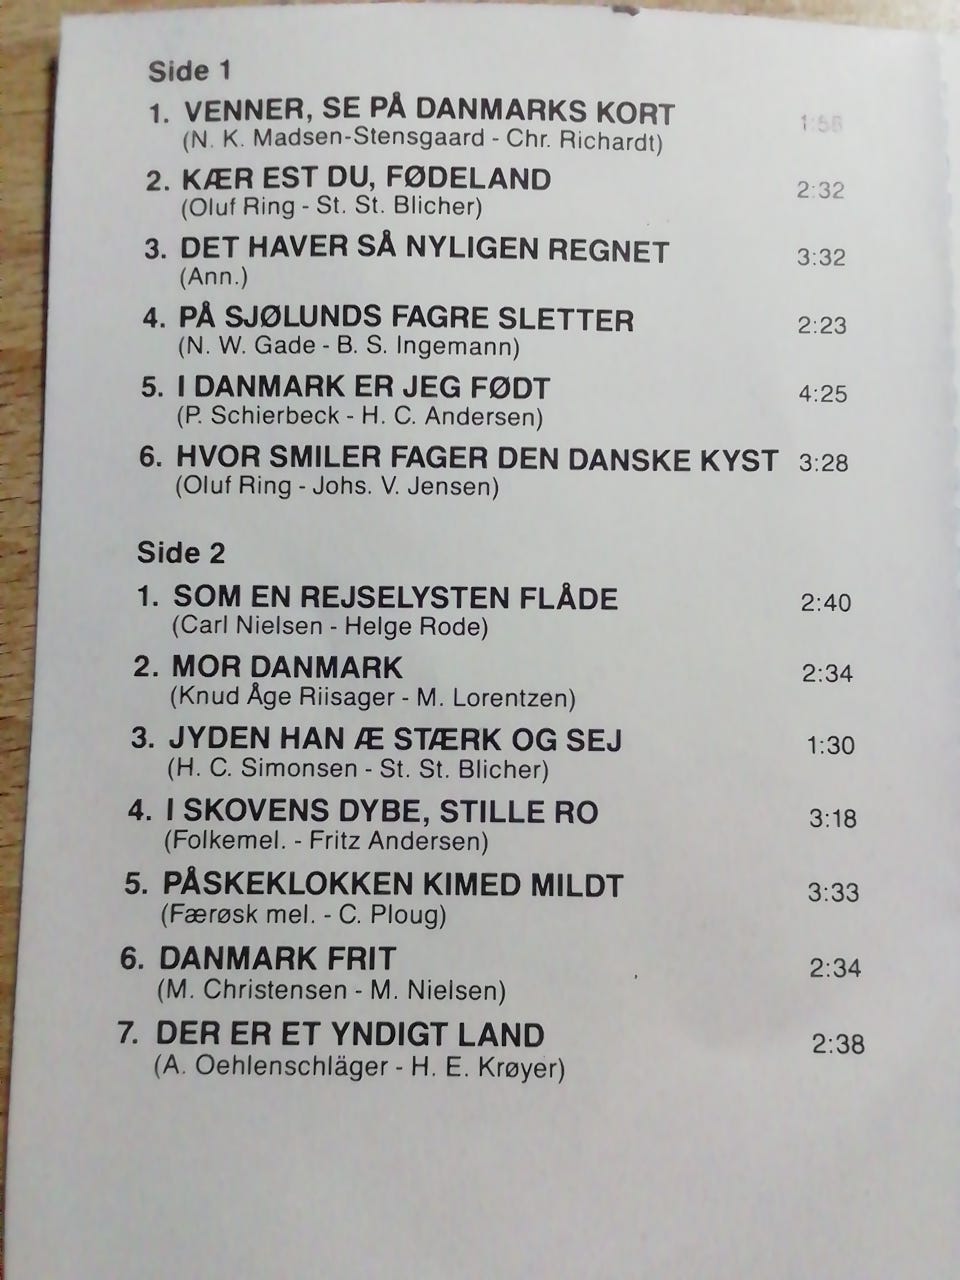 Side 1
1. VENNER, SE PÅ DANMARKS KORT 1:58
(N. K. Madsen-Stensgaard - Chr. Richardt)
2. KÆR EST DU, FØDELAND 2:32
(Oluf Ring - St. St. Blicher)
3. DET HAVER SÅ NYLIGEN REGNET 3:32
(Ann.)
4. PÅ SJØLUNDS FAGRE SLETTER 2:23
(N. W. Gade - B. S. Ingemann)
5. I DANMARK ER JEG FØDT 4:25
(P. Schierbeck - H. C. Andersen)
6. HVOR SMILER FAGER DEN DANSKE KYST 3:28
(Oluf Ring - Johs. V. Jensen)
Side 2
1. SOM EN REJSELYSTEN FLÅDE 2:40
(Carl Nielsen - Helge Rode)
2. MOR DANMARK 2:34
(Knud Åge Riisager - M. Lorentzen)
3. JYDEN HAN Æ STÆRK OG SEJ 1:30
(H. C. Simonsen - St. St. Blicher)
4. I SKOVENS DYBE, STILLE RO 3:18
(Folkemel. - Fritz Andersen)
5. PÅSKEKLOKKEN KIMED MILDT 3:33
(Færøsk mel. - C. Ploug)
6. DANMARK FRIT 2:34
(M. Christensen - M. Nielsen)
7. DER ER ET YNDIGT LAND 2:38
(A. Oehlenschläger - H. E. Krøyer)